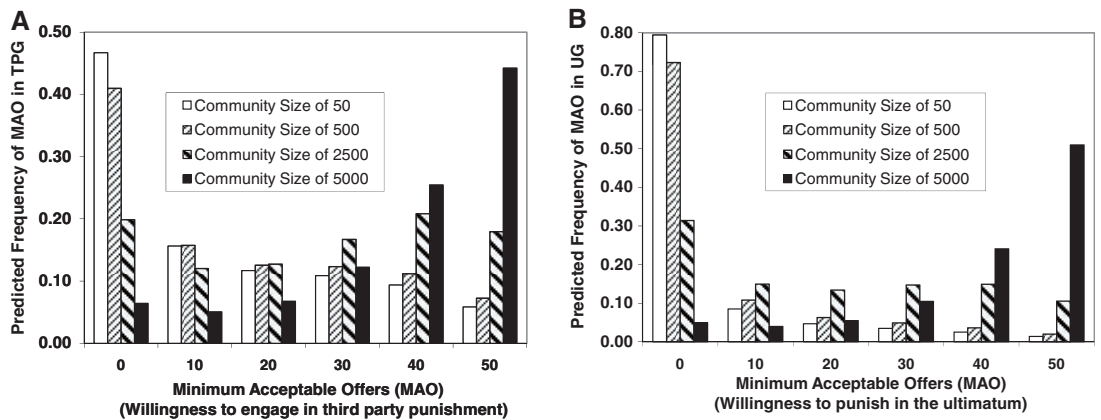 A
Predicted Frequency of MAO in TPG
0.50
0.40
0.30
0.20
0.10
0.00
Community Size of 50
Community Size of 500
Community Size of 2500
Community Size of 5000
0 10 20 30 40 50
Minimum Acceptable Offers (MAO)
(Willingness to engage in third party punishment)
B
Predicted Frequency of MAO in UG
0.80
0.70
0.60
0.50
0.40
0.30
0.20
0.10
0.00
Community Size of 50
Community Size of 500
Community Size of 2500
Community Size of 5000
0 10 20 30 40 50
Minimum Acceptable Offers (MAO)
(Willingness to punish in the ultimatum)